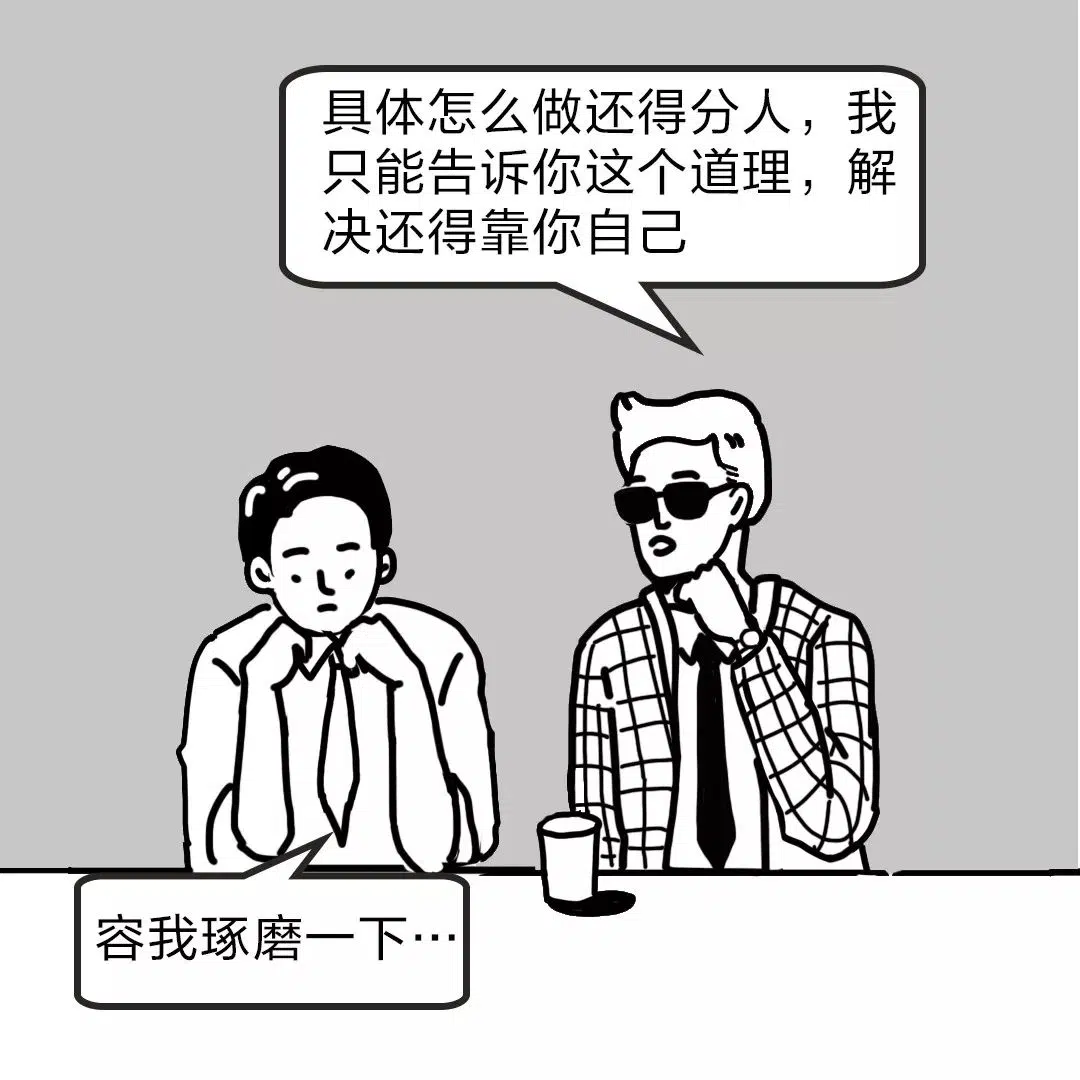 具体怎么做还得分人，我
只能告诉你这个道理，解
决还得靠你自己
容我琢磨一下…